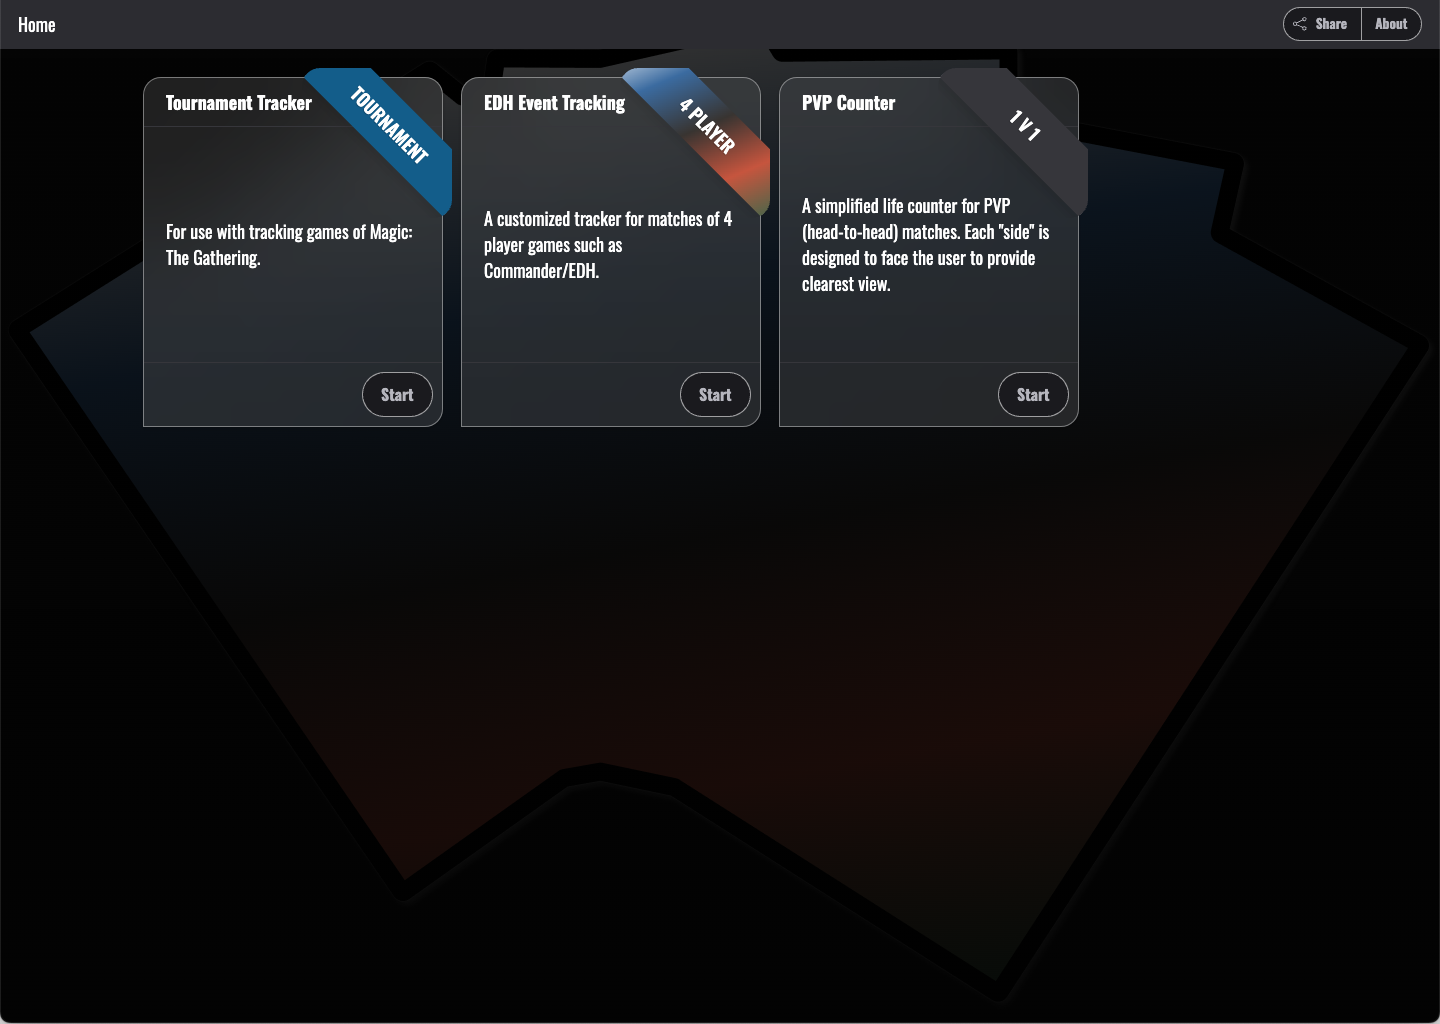 Home
Share
About
Tournament Tracker
TOURNAMENT
For use with tracking games of Magic:
The Gathering.
Start
EDH Event Tracking
4 PLAYER
A customized tracker for matches of 4
player games such as
Commander/EDH.
Start
PVP Counter
1 V 1
A simplified life counter for PVP
(head-to-head) matches. Each "side" is
designed to face the user to provide
clearest view.
Start